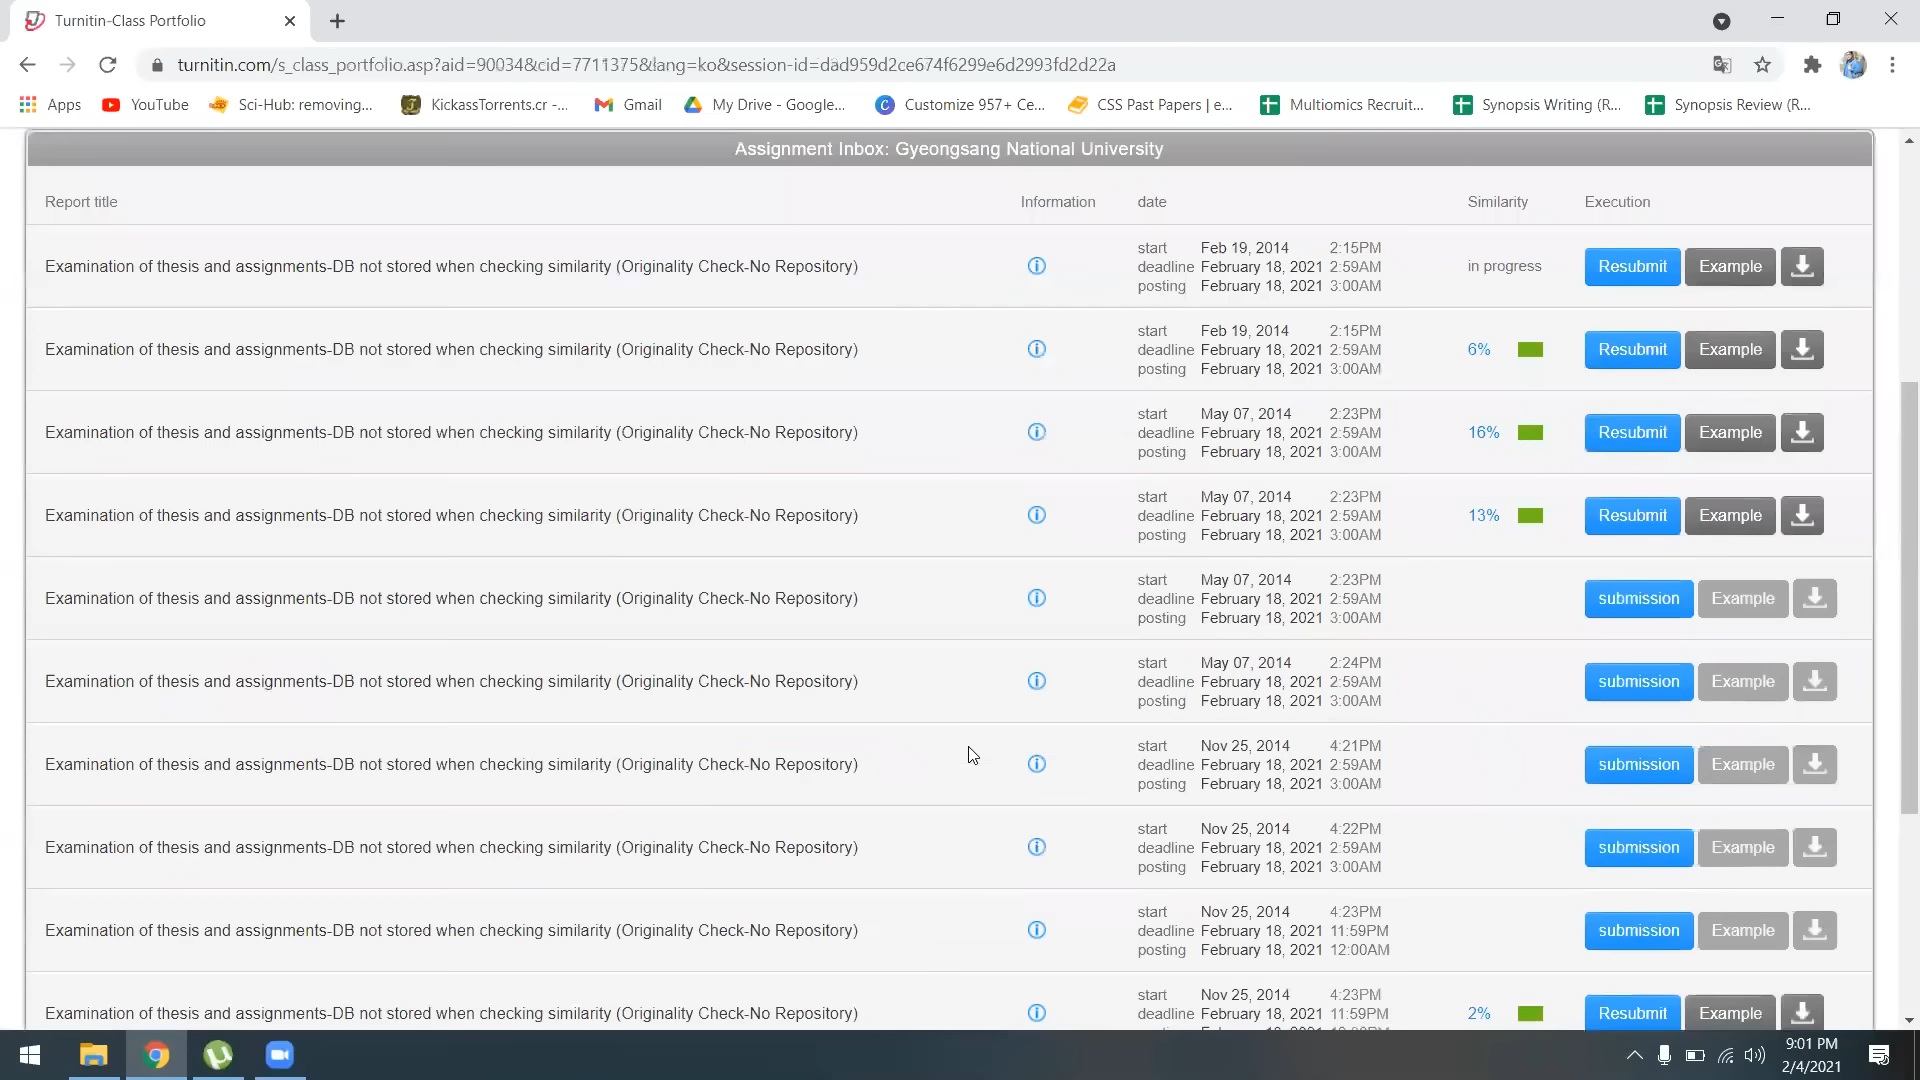 Turnitin-Class Portfolio
turnitin.com/s_class_portfolio.asp?aid=90034&cid=7711375&lang=ko&session-id=dad959d2ce674f6299e6d2993fd2d22a
Apps YouTube Sci-Hub: removing... KickassTorrents.cr -... Gmail My Drive - Google... Customize 957+ Ce... CSS Past Papers | e... Multiomics Recruit... Synopsis Writing (R... Synopsis Review (R...
Assignment Inbox: Gyeongsang National University
Report title Information date Similarity Execution
start Feb 19, 2014 2:15PM
Examination of thesis and assignments-DB not stored when checking similarity (Originality Check-No Repository) deadline February 18, 2021 2:59AM in progress Resubmit Example
posting February 18, 2021 3:00AM
start Feb 19, 2014 2:15PM
Examination of thesis and assignments-DB not stored when checking similarity (Originality Check-No Repository) deadline February 18, 2021 2:59AM 6% Resubmit Example
posting February 18, 2021 3:00AM
start May 07, 2014 2:23PM
Examination of thesis and assignments-DB not stored when checking similarity (Originality Check-No Repository) deadline February 18, 2021 2:59AM 16% Resubmit Example
posting February 18, 2021 3:00AM
start May 07, 2014 2:23PM
Examination of thesis and assignments-DB not stored when checking similarity (Originality Check-No Repository) deadline February 18, 2021 2:59AM 13% Resubmit Example
posting February 18, 2021 3:00AM
start May 07, 2014 2:23PM
Examination of thesis and assignments-DB not stored when checking similarity (Originality Check-No Repository) deadline February 18, 2021 2:59AM submission Example
posting February 18, 2021 3:00AM
start May 07, 2014 2:24PM
Examination of thesis and assignments-DB not stored when checking similarity (Originality Check-No Repository) deadline February 18, 2021 2:59AM submission Example
posting February 18, 2021 3:00AM
start Nov 25, 2014 4:21PM
Examination of thesis and assignments-DB not stored when checking similarity (Originality Check-No Repository) deadline February 18, 2021 2:59AM submission Example
posting February 18, 2021 3:00AM
start Nov 25, 2014 4:22PM
Examination of thesis and assignments-DB not stored when checking similarity (Originality Check-No Repository) deadline February 18, 2021 2:59AM submission Example
posting February 18, 2021 3:00AM
start Nov 25, 2014 4:23PM
Examination of thesis and assignments-DB not stored when checking similarity (Originality Check-No Repository) deadline February 18, 2021 11:59PM submission Example
posting February 18, 2021 12:00AM
start Nov 25, 2014 4:23PM
Examination of thesis and assignments-DB not stored when checking similarity (Originality Check-No Repository) deadline February 18, 2021 11:59PM 2% Resubmit Example
9:01 PM
2/4/2021